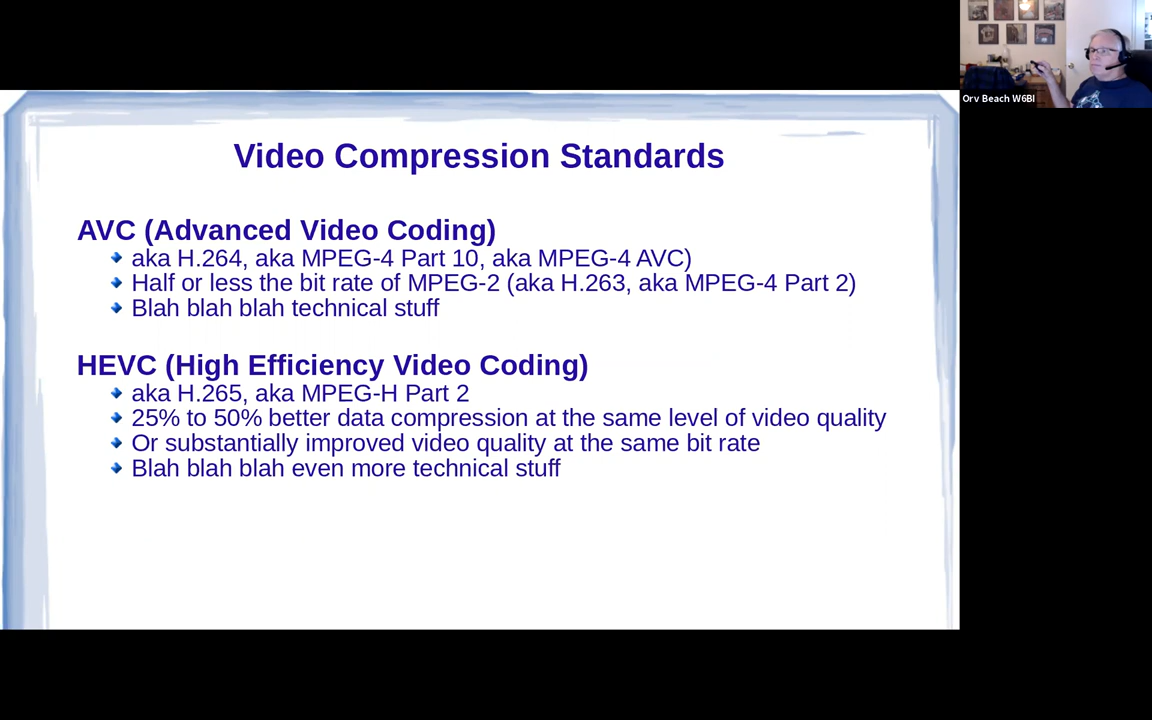 Orv Beach W6BI
Video Compression Standards
AVC (Advanced Video Coding)
aka H.264, aka MPEG-4 Part 10, aka MPEG-4 AVC)
Half or less the bit rate of MPEG-2 (aka H.263, aka MPEG-4 Part 2)
Blah blah blah technical stuff
HEVC (High Efficiency Video Coding)
aka H.265, aka MPEG-H Part 2
25% to 50% better data compression at the same level of video quality
Or substantially improved video quality at the same bit rate
Blah blah blah even more technical stuff